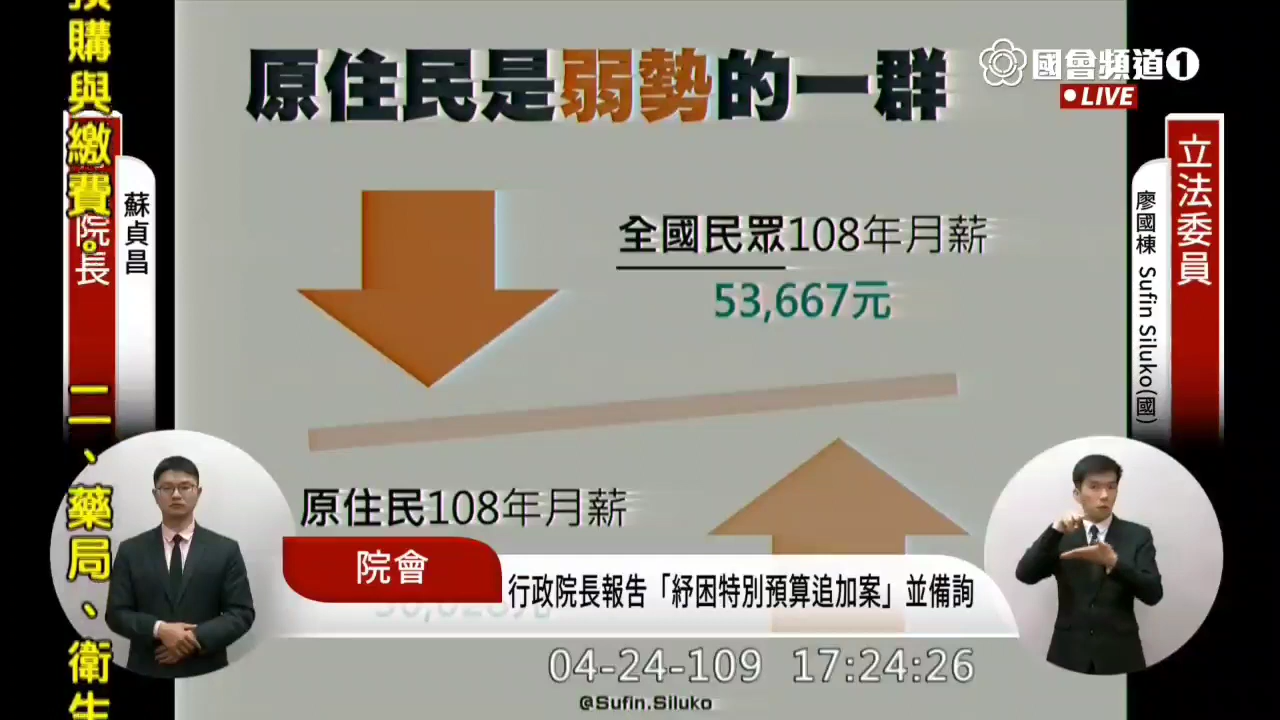 預購與繳費。 二、藥局、衛生
原住民是弱勢的一群
國會頻道1
LIVE
院長
蘇貞昌
立法委員
廖國棟 Sufin Siluko(國)
全國民眾108年月薪
53,667元
原住民108年月薪
院會
行政院長報告「紓困特別預算追加案」並備詢
04-24-109 17:24:26
@Sufin.Siluko